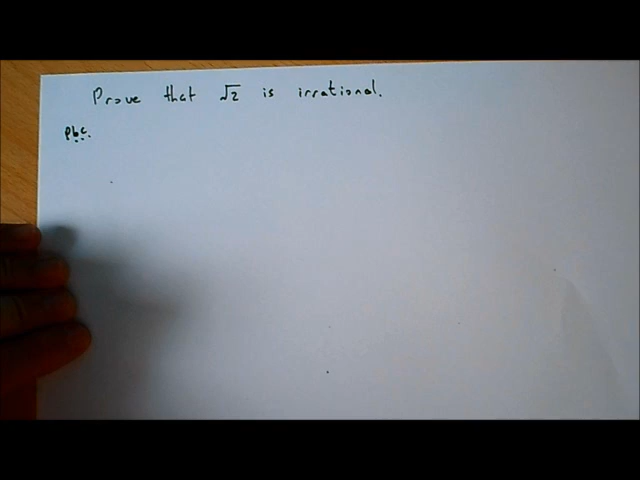 Prove that √2 is irrational.
Pbc.